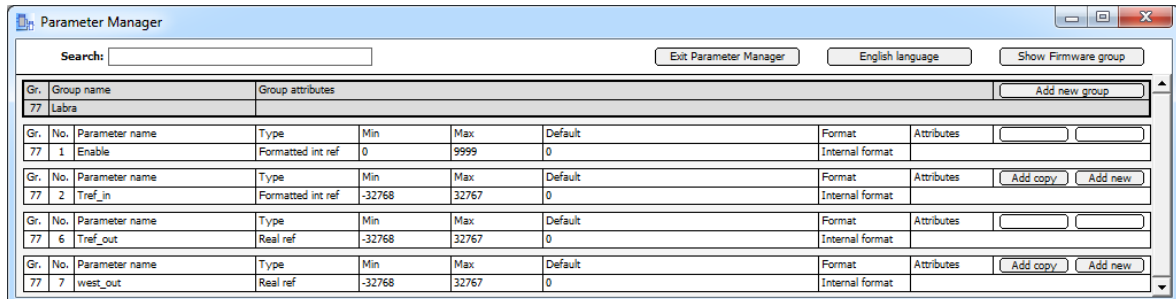 Parameter Manager
Search: Exit Parameter Manager English language Show Firmware group
Gr. Group name Group attributes Add new group
77 Labra
Gr. No. Parameter name Type Min Max Default Format Attributes
77 1 Enable Formatted int ref 0 9999 0 Internal format
Gr. No. Parameter name Type Min Max Default Format Attributes Add copy Add new
77 2 Tref_in Formatted int ref -32768 32767 0 Internal format
Gr. No. Parameter name Type Min Max Default Format Attributes
77 6 Tref_out Real ref -32768 32767 0 Internal format
Gr. No. Parameter name Type Min Max Default Format Attributes Add copy Add new
77 7 west_out Real ref -32768 32767 0 Internal format